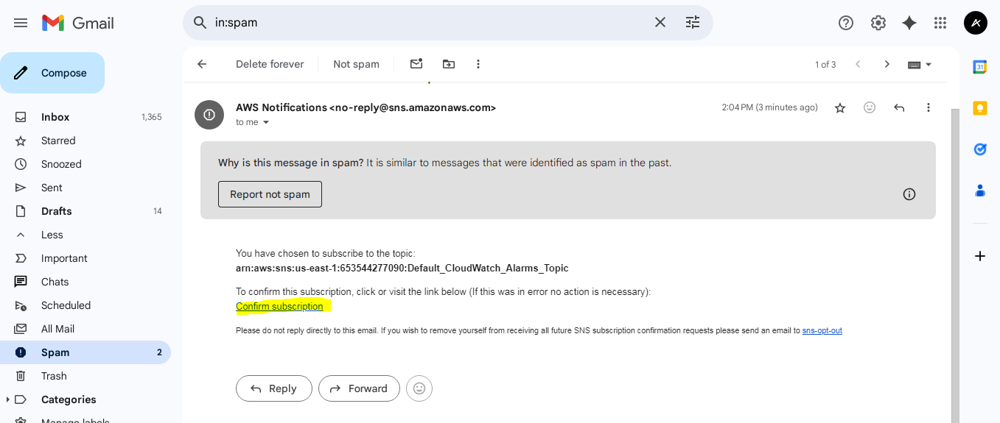 Gmail
in:spam
Compose
Delete forever
Not spam
1 of 3
Inbox 1,365
Starred
Snoozed
Sent
Drafts 14
Less
Important
Chats
Scheduled
All Mail
Spam 2
Trash
Categories
Manage labels
AWS Notifications <no-reply@sns.amazonaws.com>
2:04 PM (3 minutes ago)
to me
Why is this message in spam? It is similar to messages that were identified as spam in the past.
Report not spam
You have chosen to subscribe to the topic:
arn:aws:sns:us-east-1:653544277090:Default_CloudWatch_Alarms_Topic
To confirm this subscription, click or visit the link below (If this was in error no action is necessary):
Confirm subscription
Please do not reply directly to this email. If you wish to remove yourself from receiving all future SNS subscription confirmation requests please send an email to sns-opt-out
Reply
Forward
31